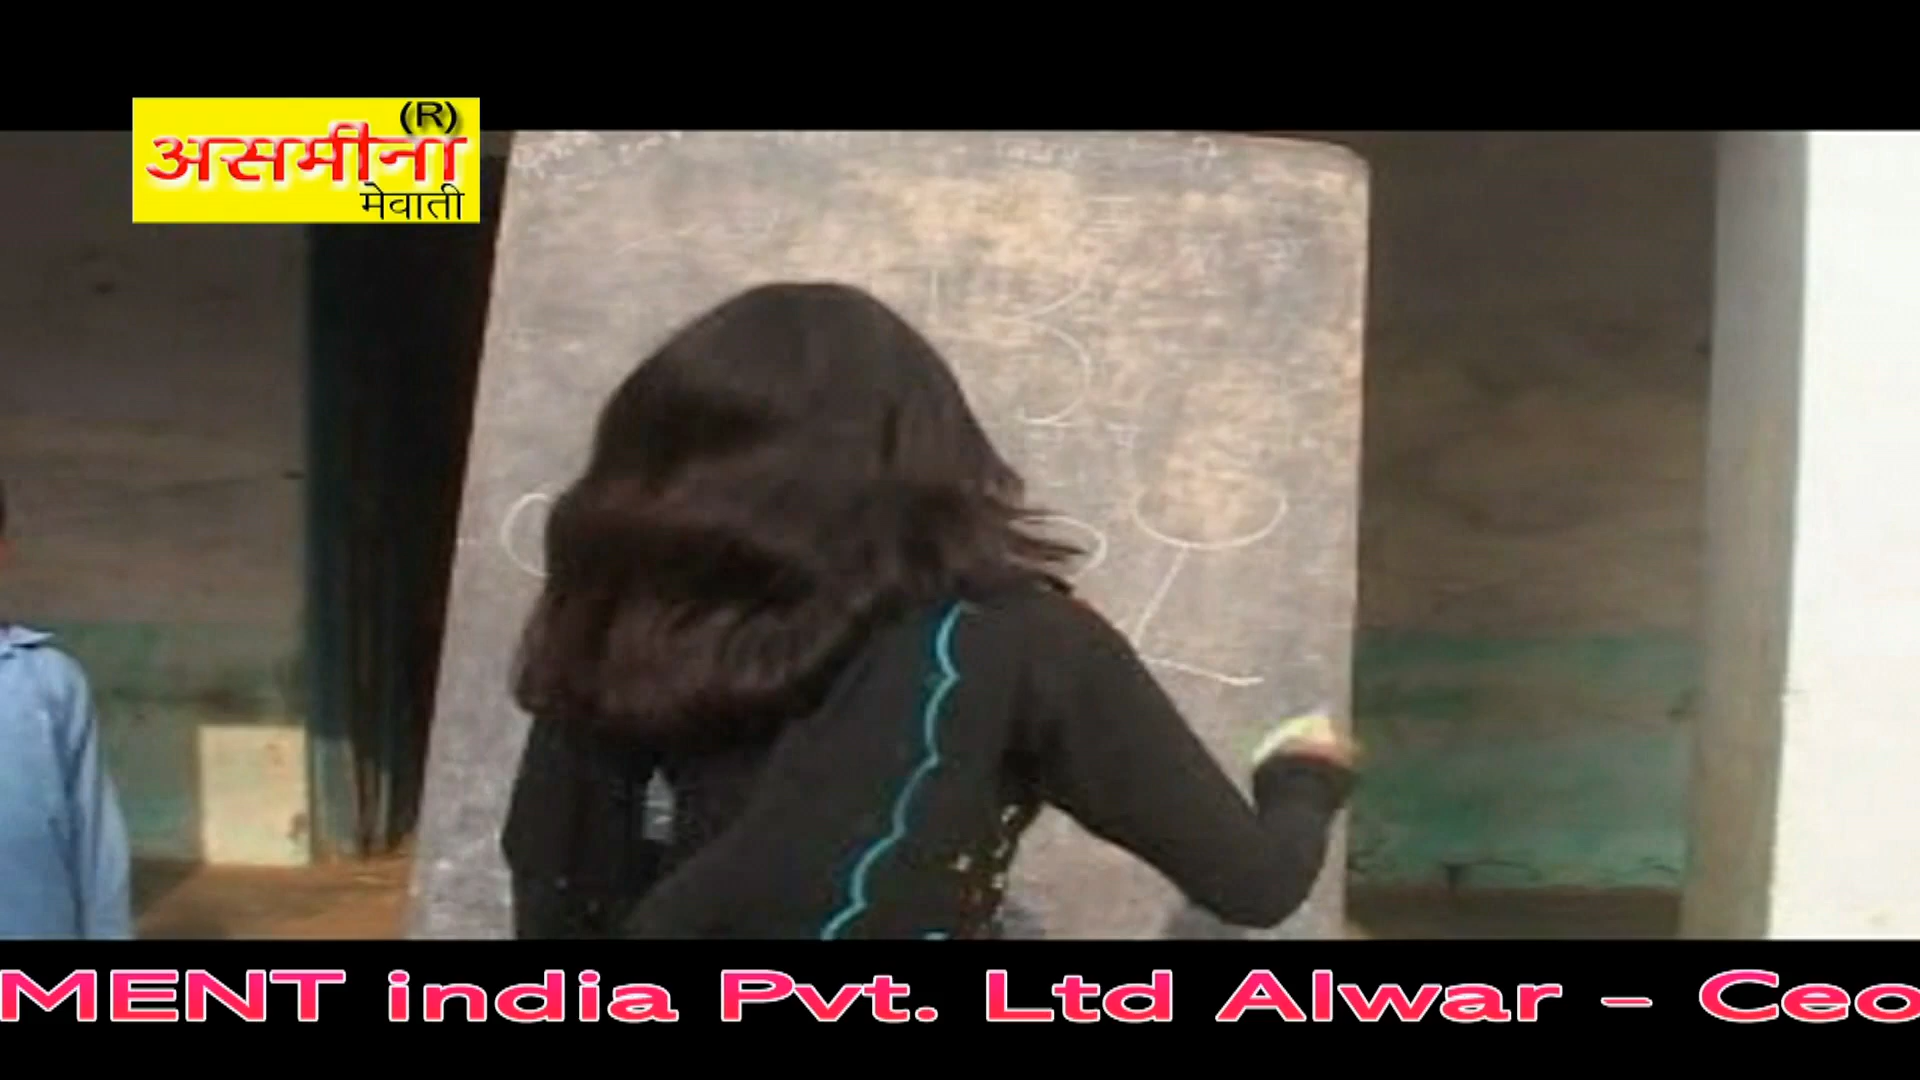 (R)
असमीना
मेवाती
MENT india Pvt. Ltd Alwar - Ceo